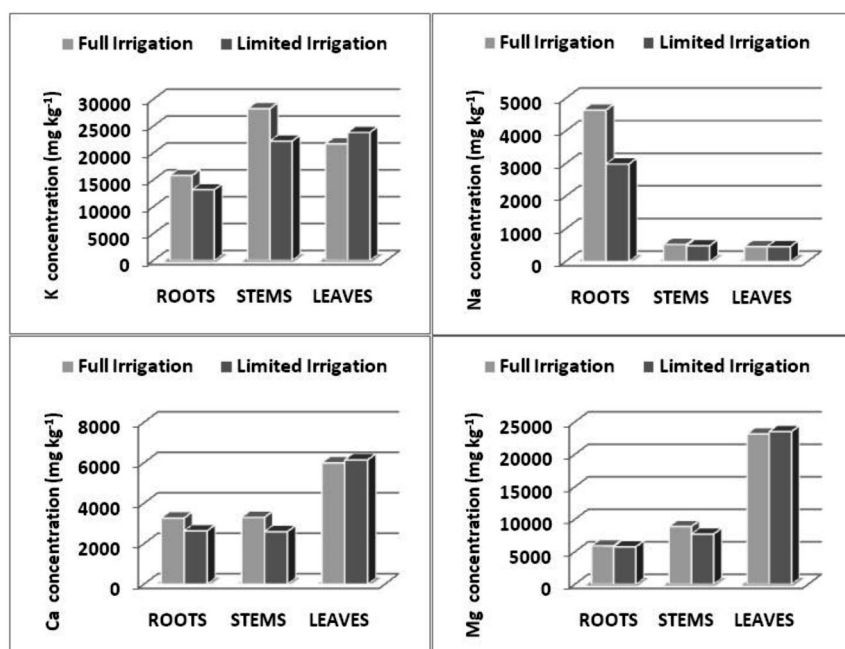 Full Irrigation Limited Irrigation
K concentration (mg kg⁻¹)
30000
25000
20000
15000
10000
5000
0
ROOTS STEMS LEAVES
Full Irrigation Limited Irrigation
Na concentration (mg kg⁻¹)
5000
4000
3000
2000
1000
0
ROOTS STEMS LEAVES
Full Irrigation Limited Irrigation
Ca concentration (mg kg⁻¹)
8000
6000
4000
2000
0
ROOTS STEMS LEAVES
Full Irrigation Limited Irrigation
Mg concentration (mg kg⁻¹)
25000
20000
15000
10000
5000
0
ROOTS STEMS LEAVES